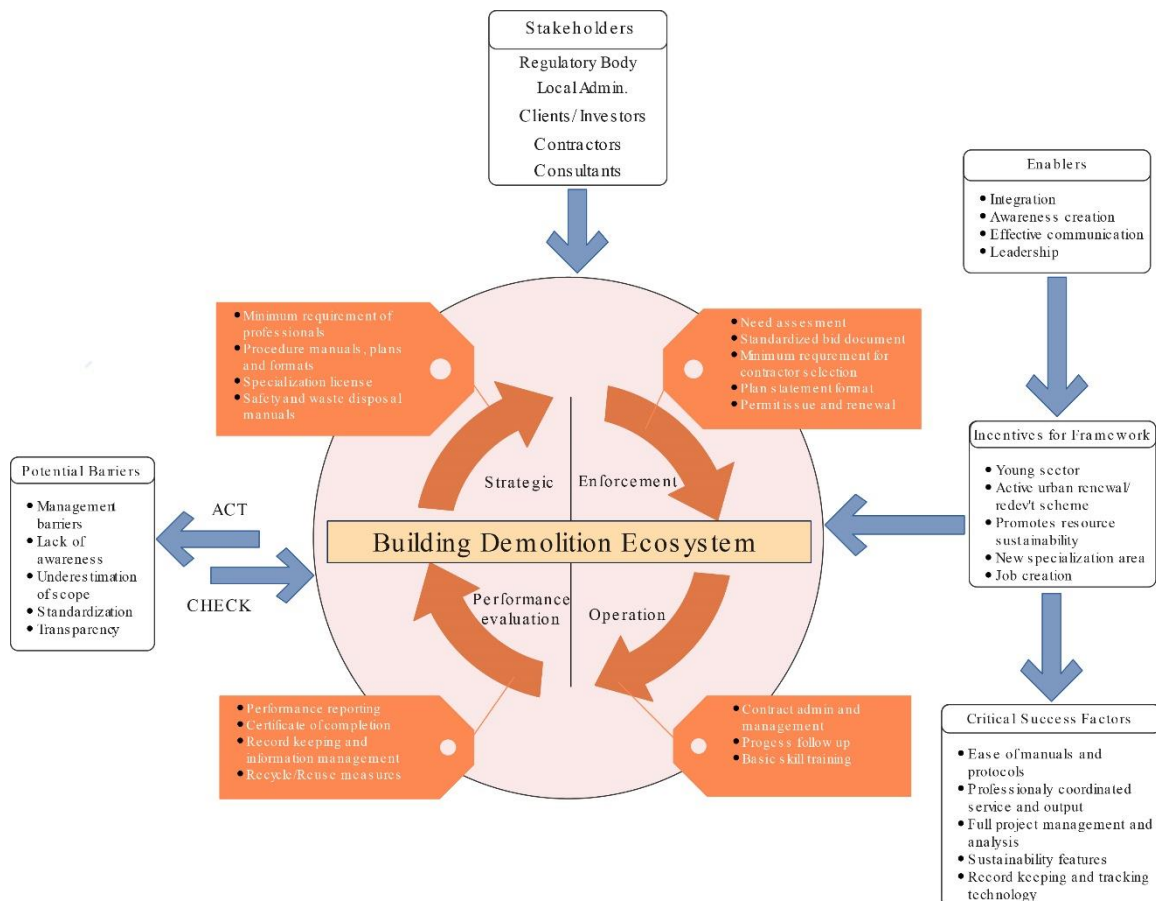 Stakeholders
Regulatory Body
Local Admin.
Clients/Investors
Contractors
Consultants
Enablers
Integration
Awareness creation
Effective communication
Leadership
Minimum requirement of
professionals
Procedure manuals, plans
and formats
Specialization license
Safety and waste disposal
manuals
Need assesment
Standardized bid document
Minimum requrement for
contractor selection
Plan statement format
Permit issue and renewal
Potential Barriers
Management
barriers
Lack of
awareness
Underestimation
of scope
Standardization
Transparency
ACT
CHECK
Strategic
Enforcement
Building Demolition Ecosystem
Performance
evaluation
Operation
Incentives for Framework
Young sector
Active urban renewal/
redev't scheme
Promotes resource
sustainability
New specialization area
Job creation
Performance reporting
Certificate of completion
Record keeping and
information management
Recycle/Reuse measures
Contract admin and
management
Progess follow up
Basic skill training
Critical Success Factors
Ease of manuals and
protocols
Professionaly coordinated
service and output
Full project management and
analysis
Sustainability features
Record keeping and tracking
technology